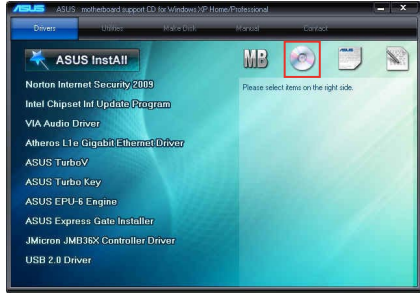 ASUS ASUS motherboard support CD for Windows XP Home/Professional
Drivers Utilities Make Disk Manual Contact
ASUS InstAll
MB
Norton Internet Security 2009
Please select items on the right side.
Intel Chipset Inf Update Program
VIA Audio Driver
Atheros L1e Gigabit Ethernet Driver
ASUS TurboV
ASUS Turbo Key
ASUS EPU-6 Engine
ASUS Express Gate Installer
JMicron JMB36X Controller Driver
USB 2.0 Driver